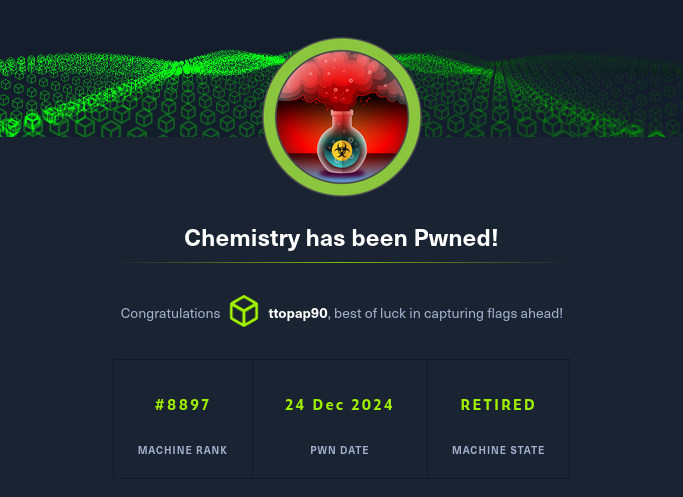 Chemistry has been Pwned!
Congratulations ttopap90, best of luck in capturing flags ahead!
#8897 24 Dec 2024 RETIRED
MACHINE RANK PWN DATE MACHINE STATE